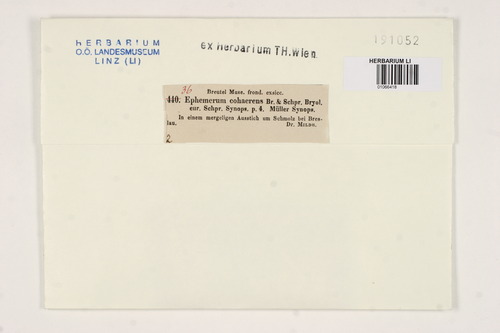 HERBARIUM
O.Ö. LANDESMUSEUM
LINZ (LI)
ex herbarium TH.Wien.
191052
HERBARIUM LI
01066418
36
Breutel Musc. frond. exsicc.
440. Ephemerum cohaerens Br. & Schpr. Bryol.
eur. Schpr. Synops. p. 4. Müller Synops.
In einem mergeligen Ausstich um Schmolz bei Bres-
lau. Dr. Milde.
2